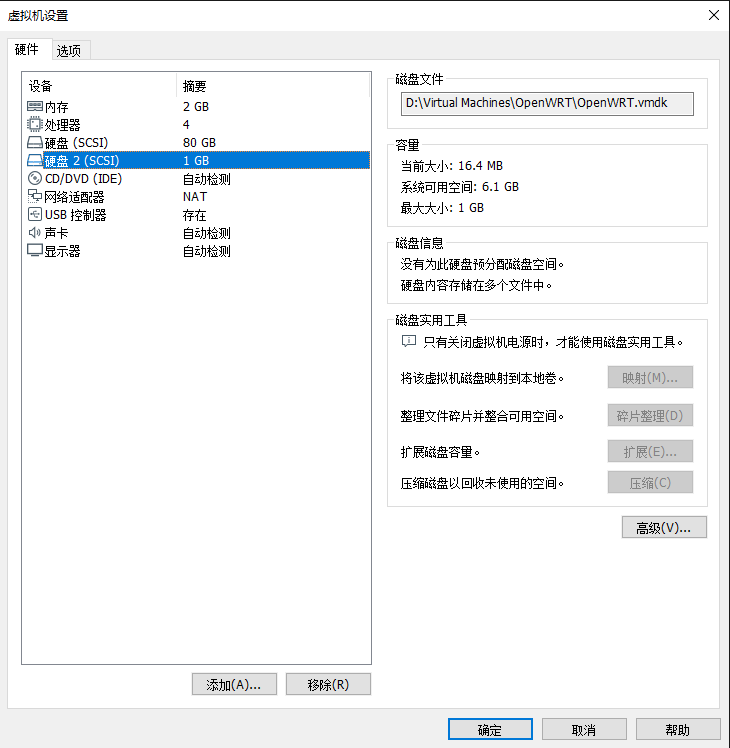 虚拟机设置
硬件 选项
设备 摘要
内存 2 GB
处理器 4
硬盘 (SCSI) 80 GB
硬盘 2 (SCSI) 1 GB
CD/DVD (IDE) 自动检测
网络适配器 NAT
USB 控制器 存在
声卡 自动检测
显示器 自动检测
添加(A)... 移除(R)
磁盘文件
D:\Virtual Machines\OpenWRT\OpenWRT.vmdk
容量
当前大小: 16.4 MB
系统可用空间: 6.1 GB
最大大小: 1 GB
磁盘信息
没有为此硬盘预分配磁盘空间。
硬盘内容存储在多个文件中。
磁盘实用工具
只有关闭虚拟机电源时，才能使用磁盘实用工具。
将该虚拟机磁盘映射到本地卷。 映射(M)...
整理文件碎片并整合可用空间。 碎片整理(D)
扩展磁盘容量。 扩展(E)...
压缩磁盘以回收未使用的空间。 压缩(C)
高级(V)...
确定 取消 帮助